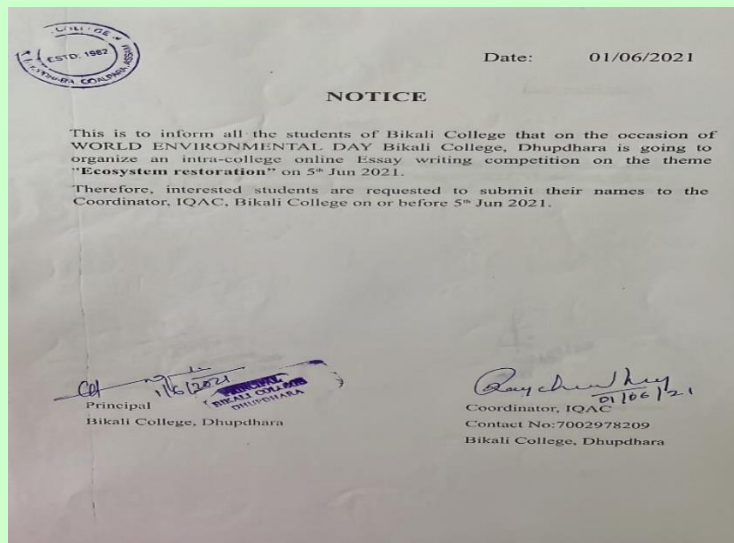 COLLEGE
ESTD: 1982
GOALPARA, ASSAM
Date: 01/06/2021
NOTICE
This is to inform all the students of Bikali College that on the occasion of
WORLD ENVIRONMENTAL DAY Bikali College, Dhupdhara is going to
organize an intra-college online Essay writing competition on the theme
"Ecosystem restoration" on 5th Jun 2021.
Therefore, interested students are requested to submit their names to the
Coordinator, IQAC, Bikali College on or before 5th Jun 2021.
1/6/2021
PRINCIPAL
BIKALI COLLEGE
DHUPDHARA
Principal
Bikali College, Dhupdhara
Raychoudhury
01/06/21
Coordinator, IQAC
Contact No:7002978209
Bikali College, Dhupdhara